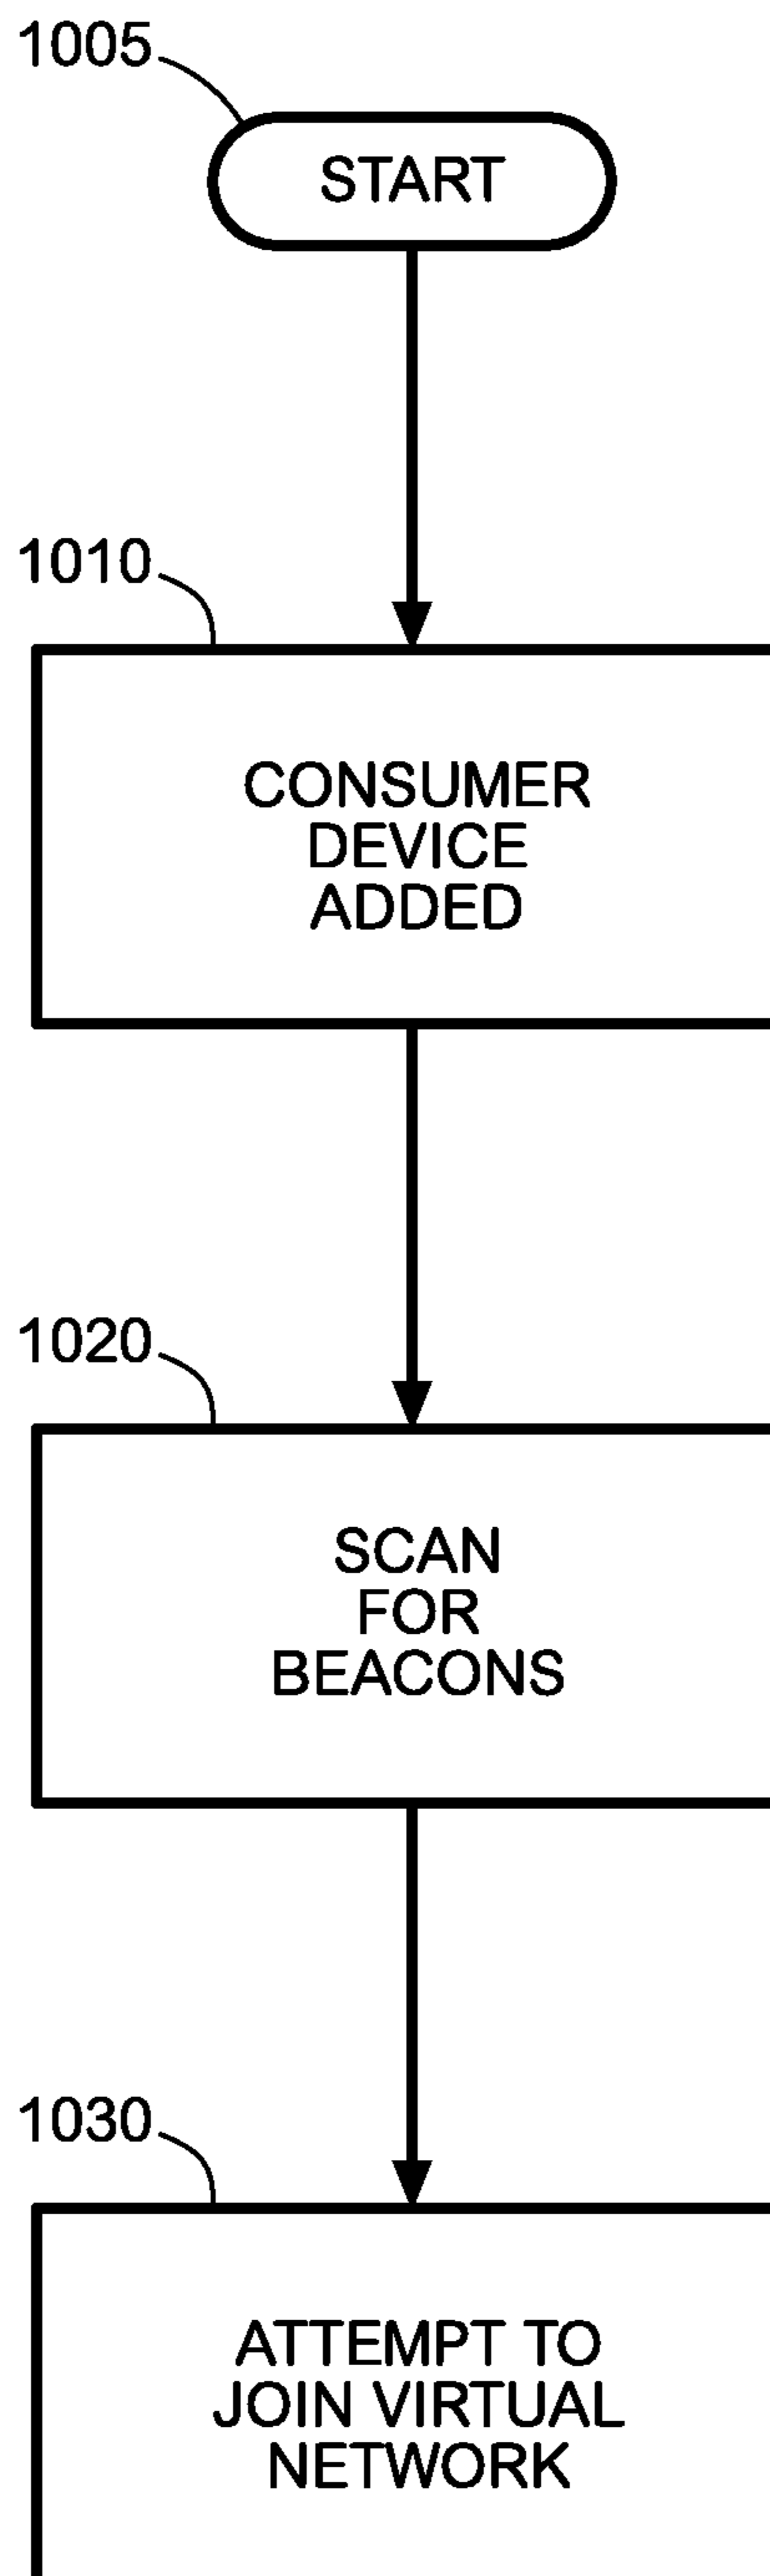 1005
START
1010
CONSUMER
DEVICE
ADDED
1020
SCAN
FOR
BEACONS
1030
ATTEMPT TO
JOIN VIRTUAL
NETWORK